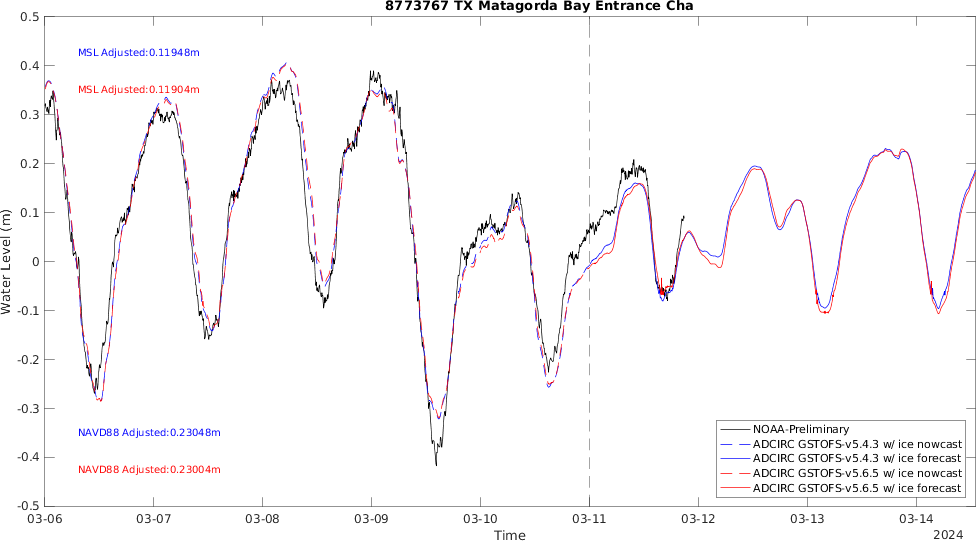 8773767 TX Matagorda Bay Entrance Cha
0.5
0.4
0.3
0.2
0.1
0
-0.1
-0.2
-0.3
-0.4
-0.5
Water Level (m)
MSL Adjusted:0.11948m
MSL Adjusted:0.11904m
NAVD88 Adjusted:0.23048m
NAVD88 Adjusted:0.23004m
NOAA-Preliminary
ADCIRC GSTOFS-v5.4.3 w/ ice nowcast
ADCIRC GSTOFS-v5.4.3 w/ ice forecast
ADCIRC GSTOFS-v5.6.5 w/ ice nowcast
ADCIRC GSTOFS-v5.6.5 w/ ice forecast
03-06 03-07 03-08 03-09 03-10 03-11 03-12 03-13 03-14
Time
2024